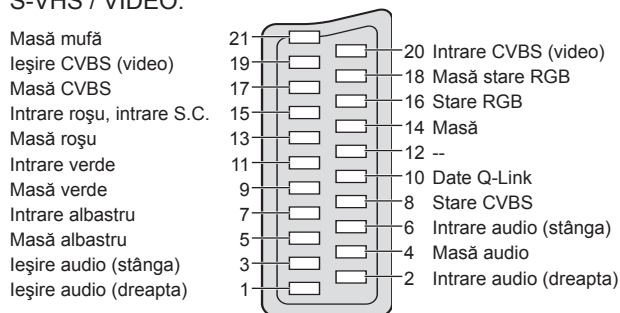 S-VHS / VIDEO.
Masă mufă 21
Ieşire CVBS (video) 19
Masă CVBS 17
Intrare roşu, intrare S.C. 15
Masă roşu 13
Intrare verde 11
Masă verde 9
Intrare albastru 7
Masă albastru 5
Ieşire audio (stânga) 3
Ieşire audio (dreapta) 1
20 Intrare CVBS (video)
18 Masă stare RGB
16 Stare RGB
14 Masă
12 --
10 Date Q-Link
8 Stare CVBS
6 Intrare audio (stânga)
4 Masă audio
2 Intrare audio (dreapta)